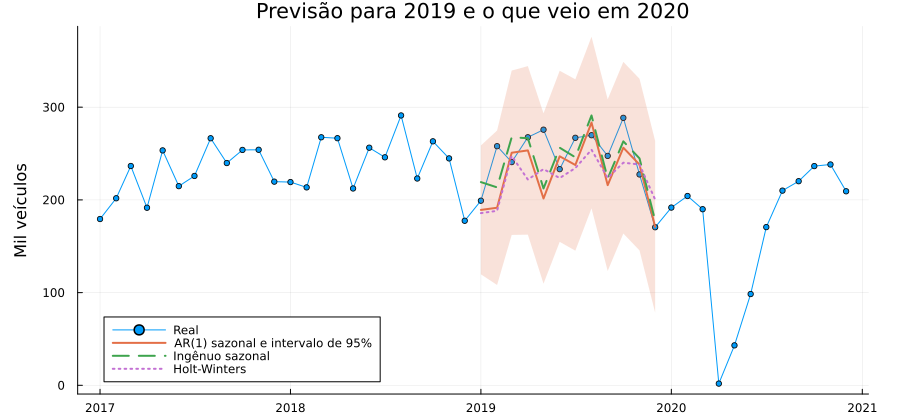 Previsão para 2019 e o que veio em 2020
Mil veículos
300
200
100
0
Real
AR(1) sazonal e intervalo de 95%
Ingênuo sazonal
Holt-Winters
2017
2018
2019
2020
2021